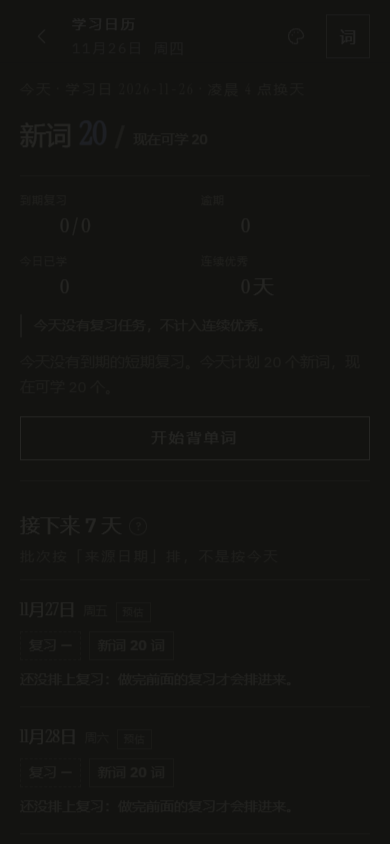 学习日历
11月26日 周四
词
今天 · 学习日 2026-11-26 · 凌晨 4 点换天
新词 20 / 现在可学 20
到期复习 逾期
0/0 0
今日已学 连续优秀
0 0天
今天没有复习任务，不计入连续优秀。
今天没有到期的短期复习。今天计划 20 个新词，现
在可学 20 个。
开始背单词
接下来 7 天 ?
批次按「来源日期」排，不是按今天
11月27日 周五 预估
复习 — 新词 20 词
还没排上复习：做完前面的复习才会排进来。
11月28日 周六 预估
复习 — 新词 20 词
还没排上复习：做完前面的复习才会排进来。